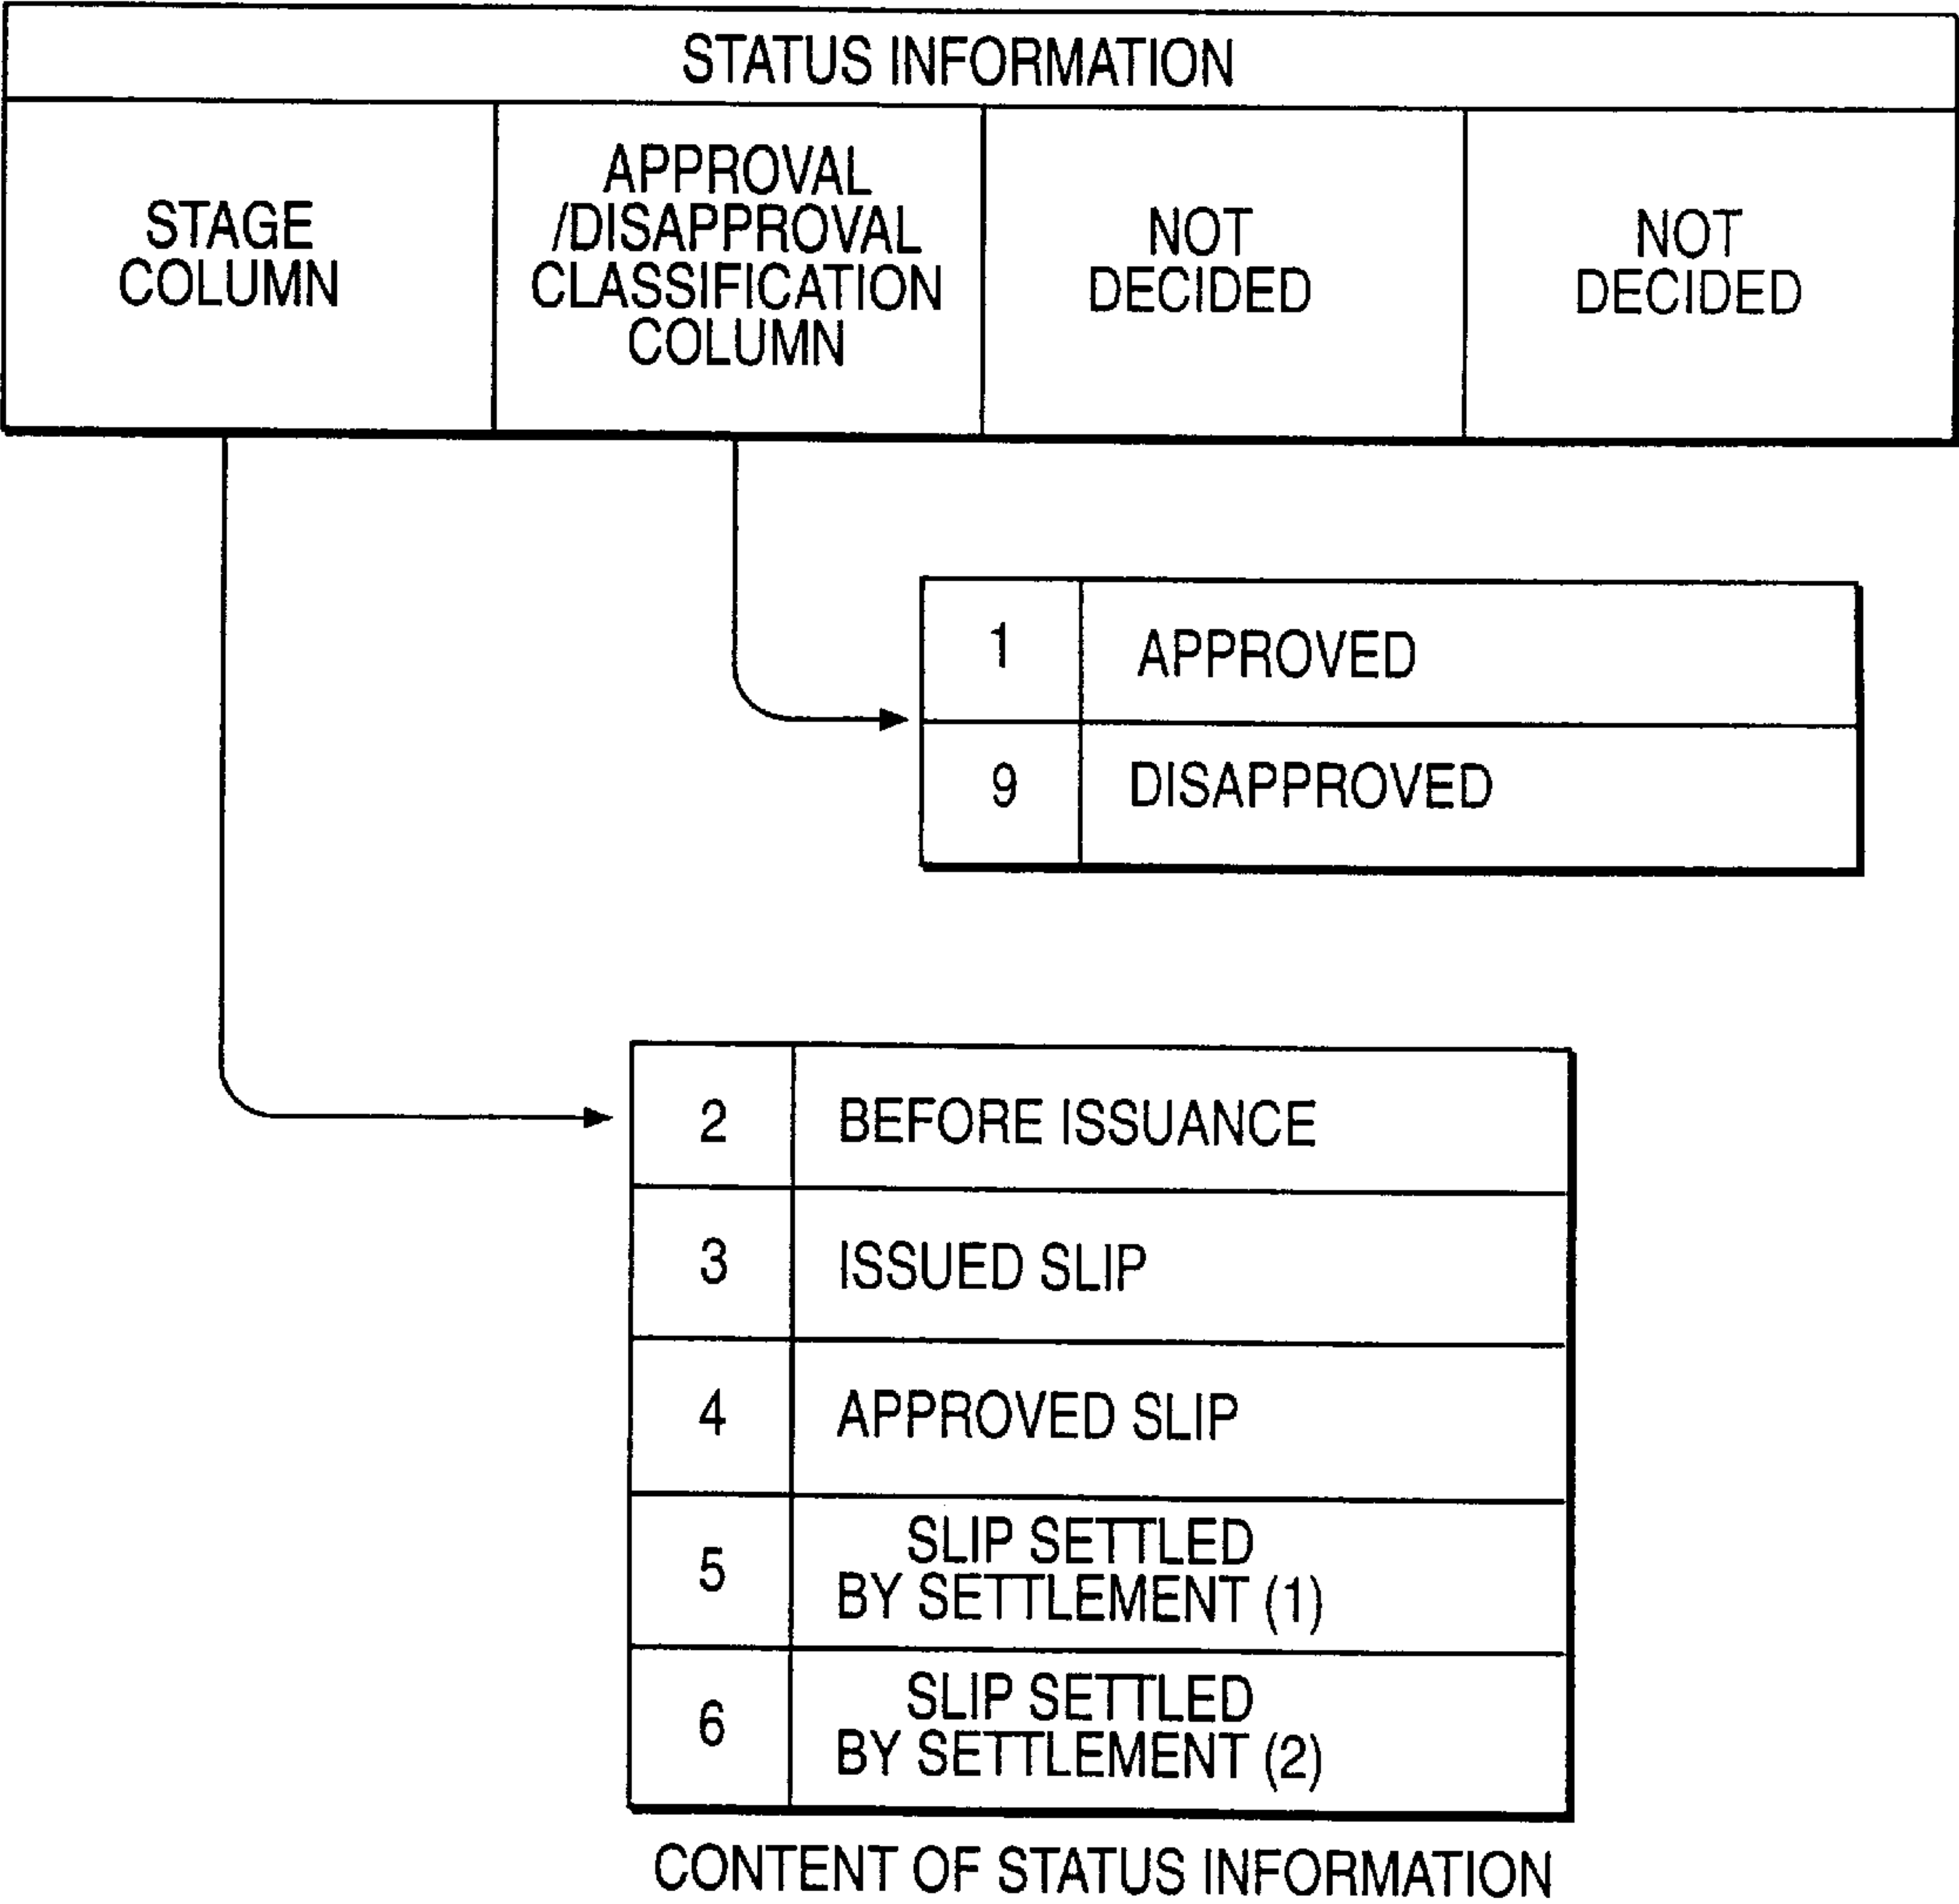 STATUS INFORMATION
STAGE
COLUMN
APPROVAL
/DISAPPROVAL
CLASSIFICATION
COLUMN
NOT
DECIDED
NOT
DECIDED
1 APPROVED
9 DISAPPROVED
2 BEFORE ISSUANCE
3 ISSUED SLIP
4 APPROVED SLIP
5 SLIP SETTLED
BY SETTLEMENT (1)
6 SLIP SETTLED
BY SETTLEMENT (2)
CONTENT OF STATUS INFORMATION